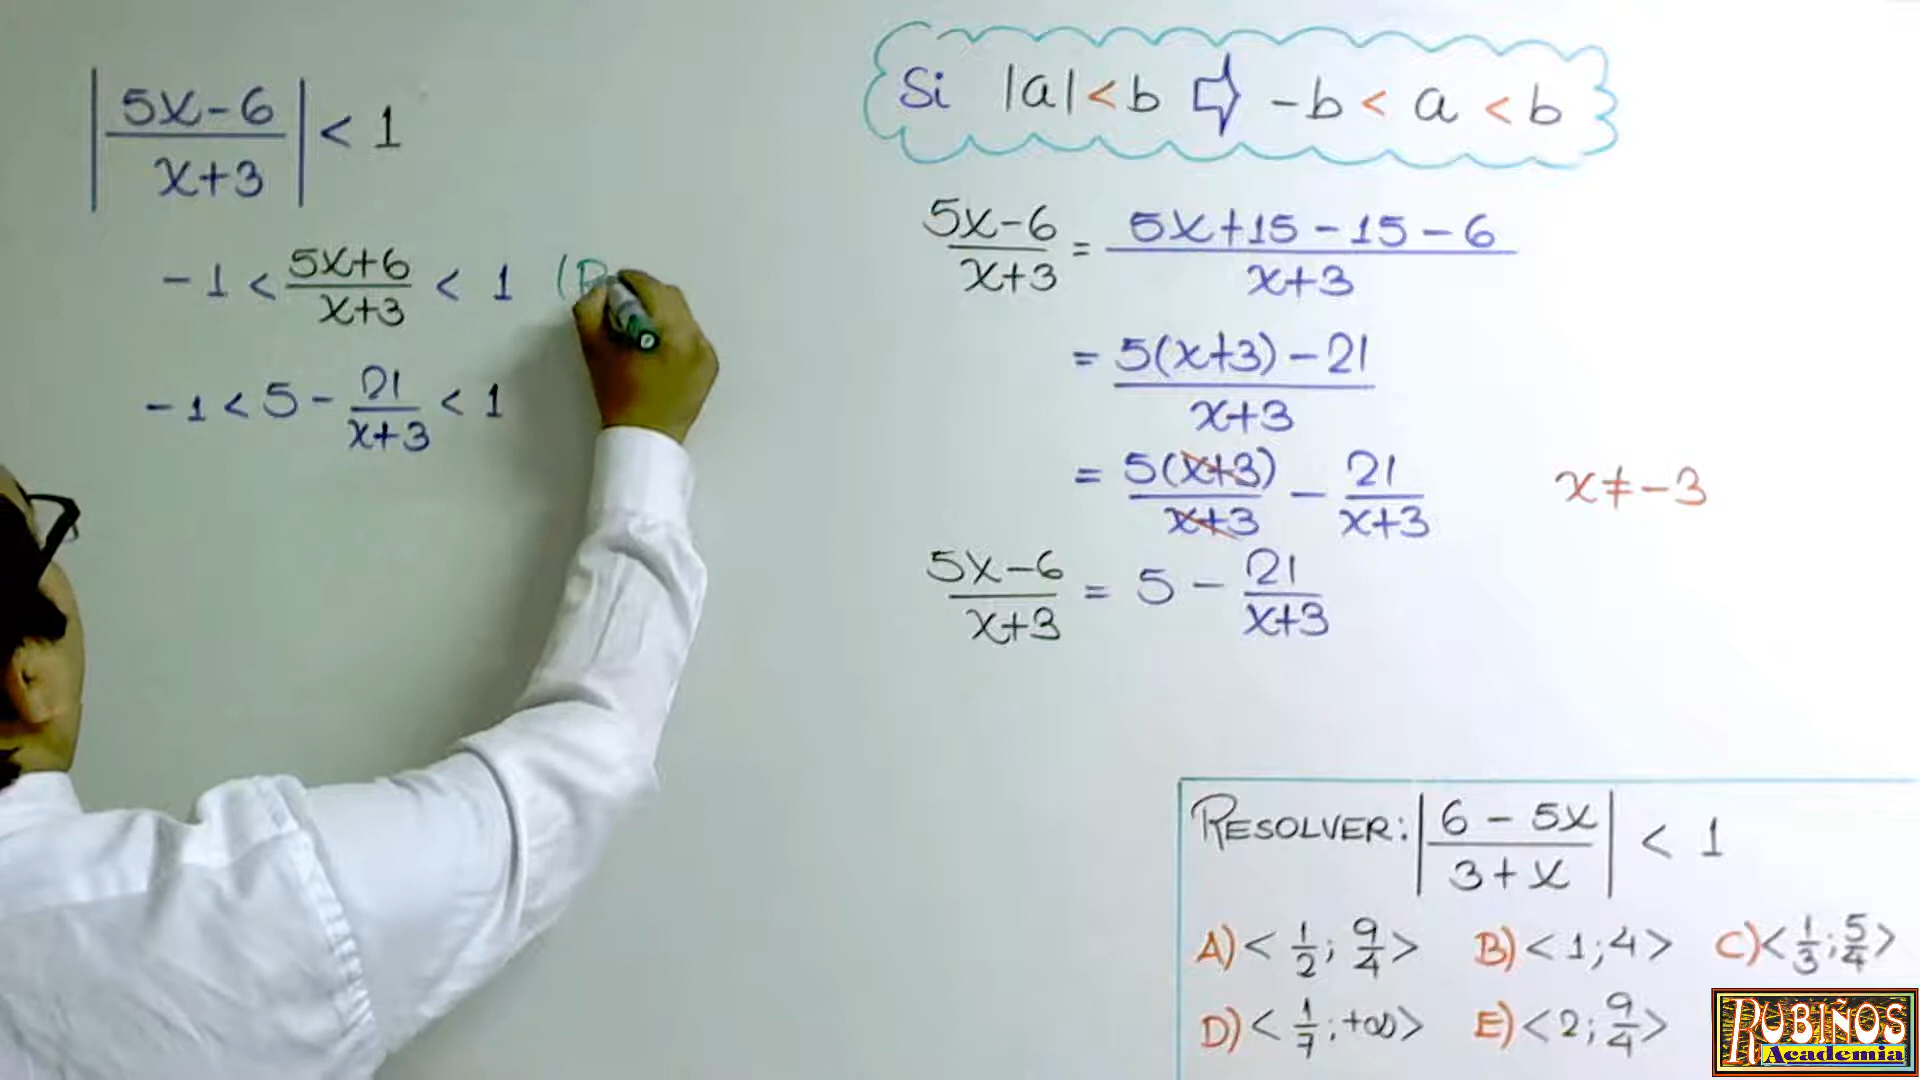 |5x-6 / x+3| < 1
-1 < 5x+6 / x+3 < 1 (P
-1 < 5 - 21 / x+3 < 1
Si |a| < b ⇨ -b < a < b
5x-6 / x+3 = 5x+15-15-6 / x+3
= 5(x+3)-21 / x+3
= 5(x+3) / x+3 - 21 / x+3 x≠-3
5x-6 / x+3 = 5 - 21 / x+3
RESOLVER: |6-5x / 3+x| < 1
A) <1/2; 9/4> B) <1;4> C) <1/3; 5/4>
D) <1/7; +∞> E) <2; 9/4>
RUBIÑOS
Academia